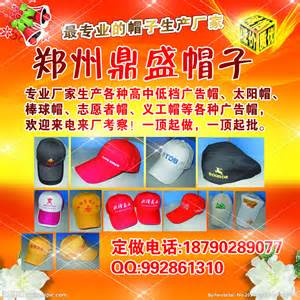 最专业的帽子生产厂家
郑州鼎盛帽子
专业厂家生产各种高中低档广告帽、太阳帽、
棒球帽、志愿者帽、义工帽等各种广告帽，
欢迎来电来厂考察！一顶起做，一顶起批。
定做电话:18790289077
QQ:992861310